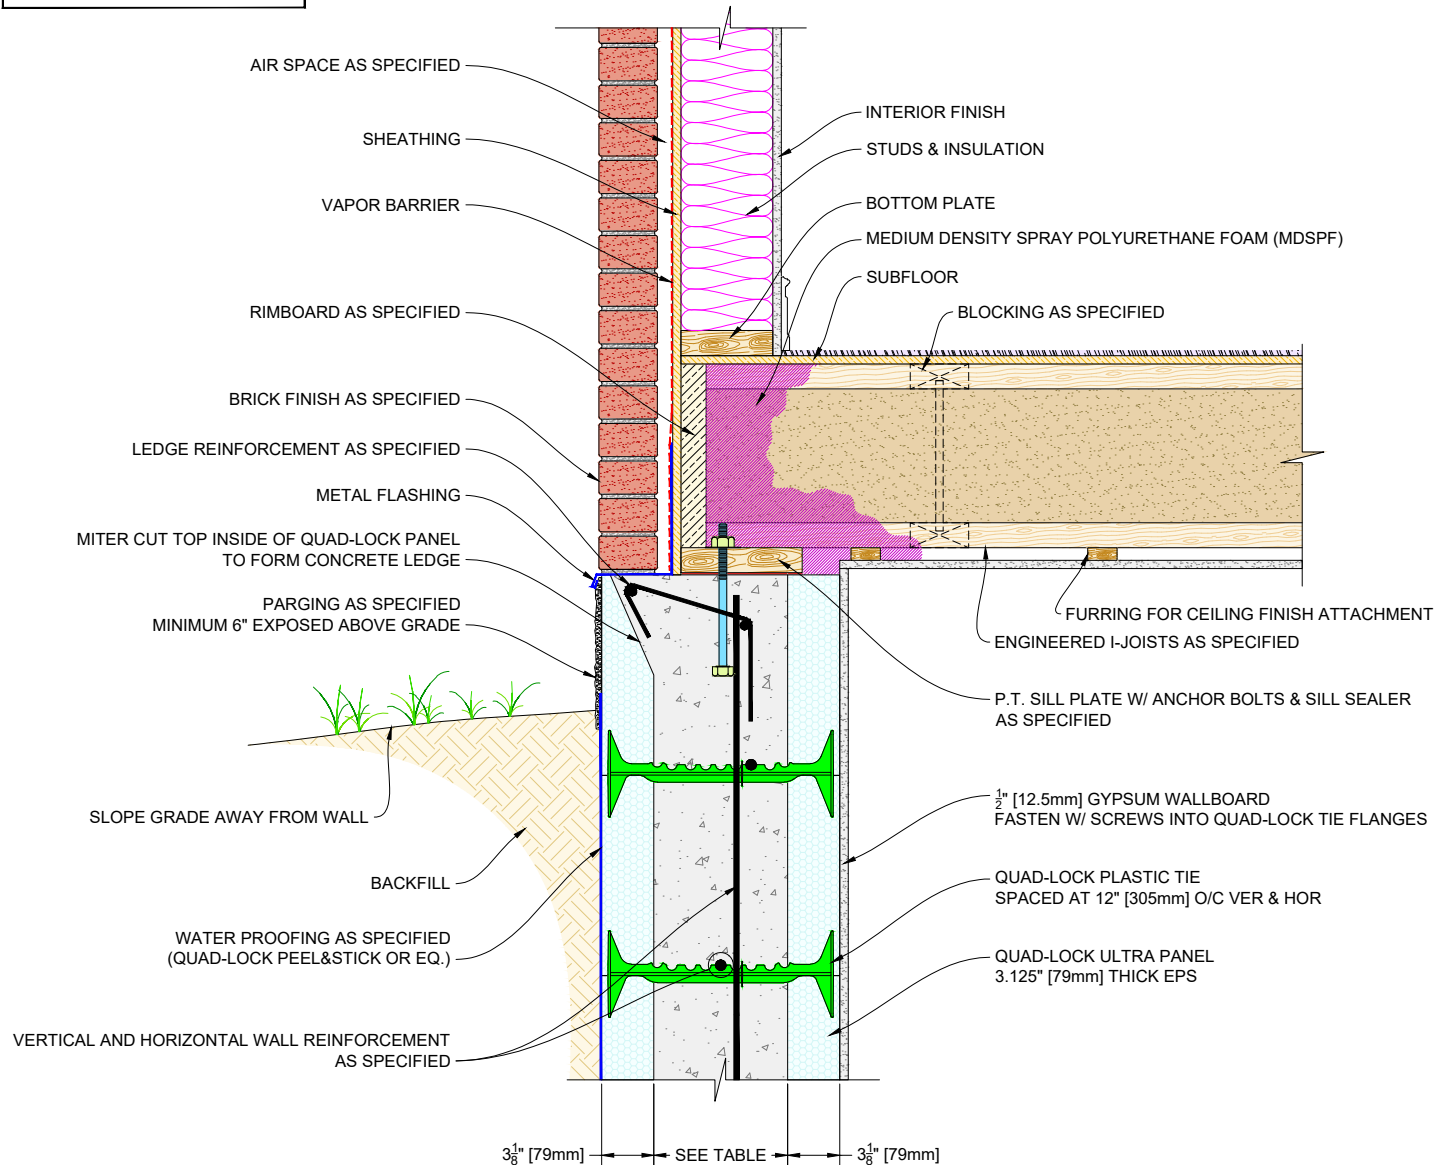 AIR SPACE AS SPECIFIED
SHEATHING
VAPOR BARRIER
RIMBOARD AS SPECIFIED
BRICK FINISH AS SPECIFIED
LEDGE REINFORCEMENT AS SPECIFIED
METAL FLASHING
MITER CUT TOP INSIDE OF QUAD-LOCK PANEL
TO FORM CONCRETE LEDGE
PARGING AS SPECIFIED
MINIMUM 6" EXPOSED ABOVE GRADE
SLOPE GRADE AWAY FROM WALL
BACKFILL
WATER PROOFING AS SPECIFIED
(QUAD-LOCK PEEL&STICK OR EQ.)
VERTICAL AND HORIZONTAL WALL REINFORCEMENT
AS SPECIFIED
INTERIOR FINISH
STUDS & INSULATION
BOTTOM PLATE
MEDIUM DENSITY SPRAY POLYURETHANE FOAM (MDSPF)
SUBFLOOR
BLOCKING AS SPECIFIED
FURRING FOR CEILING FINISH ATTACHMENT
ENGINEERED I-JOISTS AS SPECIFIED
P.T. SILL PLATE W/ ANCHOR BOLTS & SILL SEALER
AS SPECIFIED
1/2" [12.5mm] GYPSUM WALLBOARD
FASTEN W/ SCREWS INTO QUAD-LOCK TIE FLANGES
QUAD-LOCK PLASTIC TIE
SPACED AT 12" [305mm] O/C VER & HOR
QUAD-LOCK ULTRA PANEL
3.125" [79mm] THICK EPS
3 1/8" [79mm]
SEE TABLE
3 1/8" [79mm]